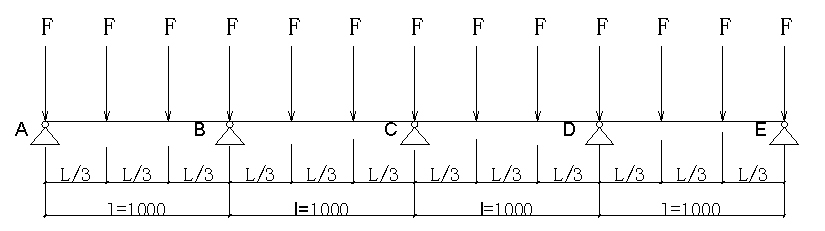 F F F F F F F F F F F F F
A B C D E
L/3 L/3 L/3 L/3 L/3 L/3 L/3 L/3 L/3 L/3 L/3 L/3
l=1000 l=1000 l=1000 l=1000